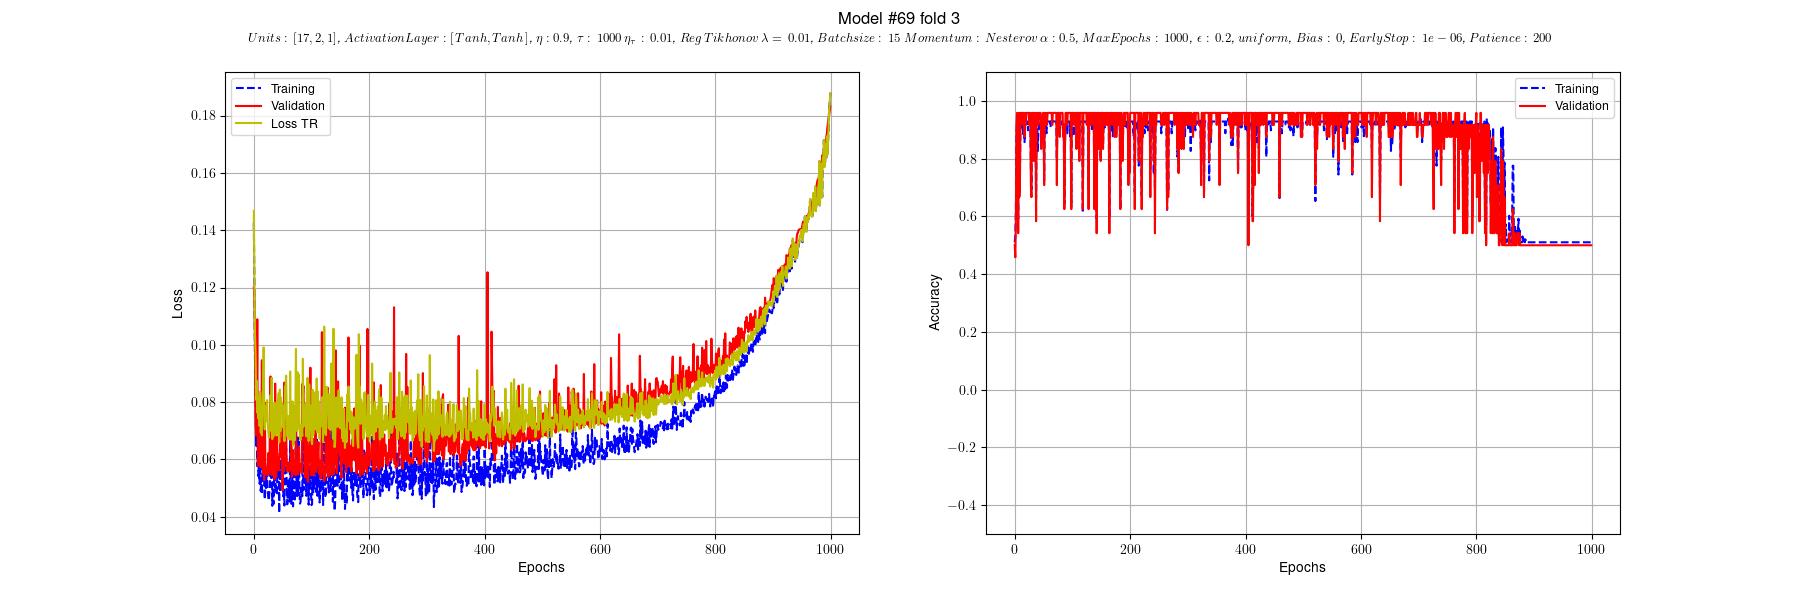 Model #69 fold 3
Units : [17, 2, 1], ActivationLayer : [Tanh, Tanh], η : 0.9, τ : 1000 ητ : 0.01, Reg Tikhonov λ = 0.01, Batchsize : 15 Momentum : Nesterov α : 0.5, MaxEpochs : 1000, ϵ : 0.2, uniform, Bias : 0, EarlyStop : 1e − 06, Patience : 200
Training
Validation
Loss TR
0.18
0.16
0.14
0.12
0.10
0.08
0.06
0.04
Loss
0 200 400 600 800 1000
Epochs
Training
Validation
1.0
0.8
0.6
0.4
0.2
0.0
−0.2
−0.4
Accuracy
0 200 400 600 800 1000
Epochs